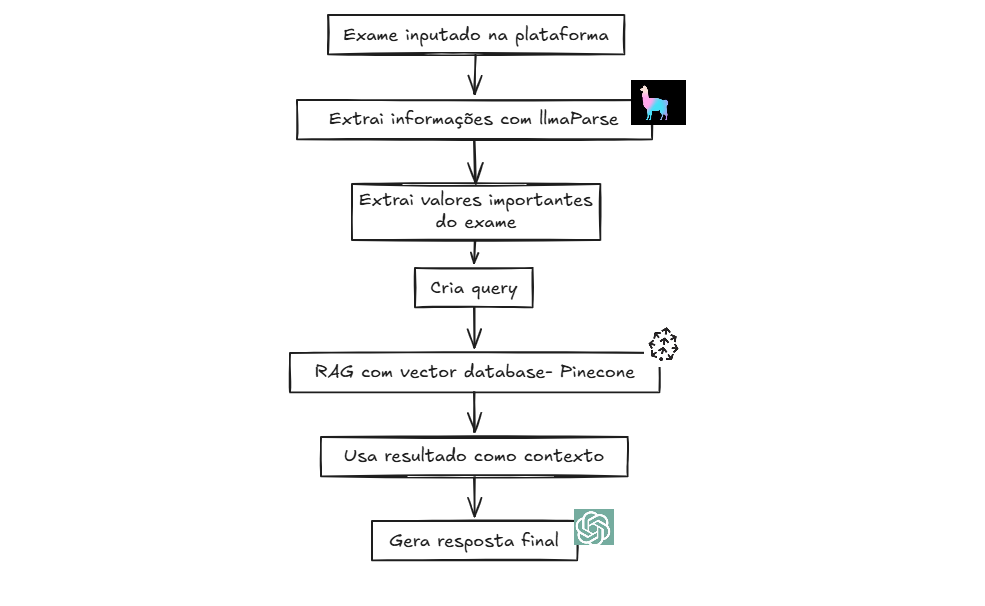 Exame inputado na plataforma
Extrai informações com llmaParse
Extrai valores importantes
do exame
Cria query
RAG com vector database- Pinecone
Usa resultado como contexto
Gera resposta final